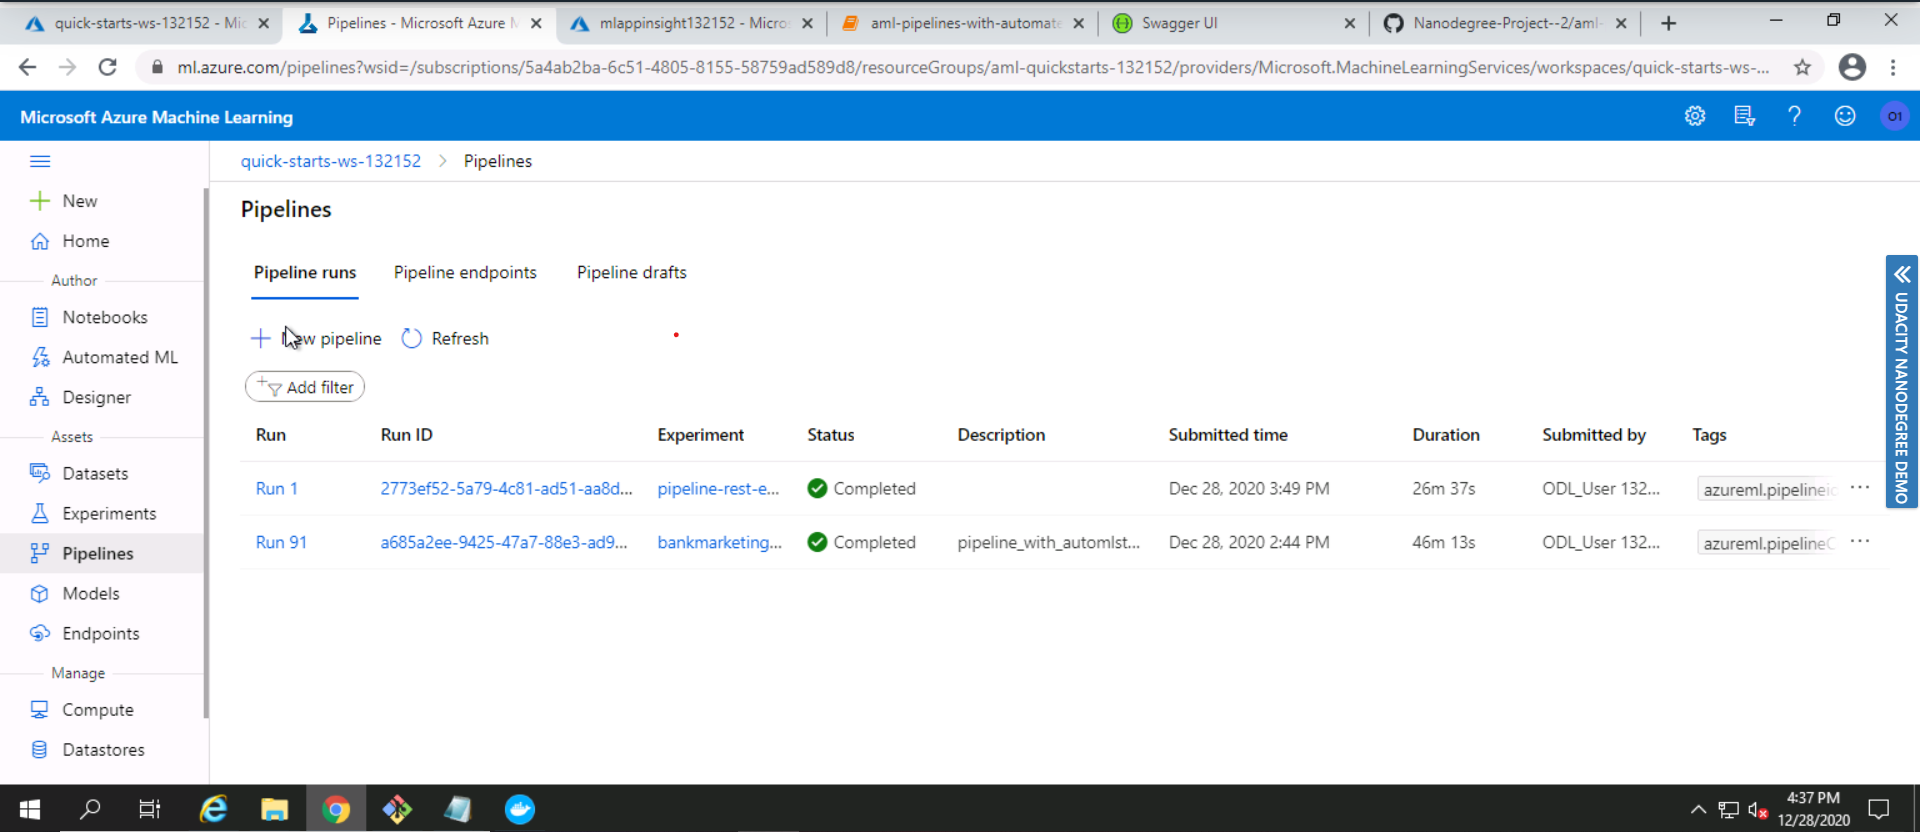 quick-starts-ws-132152 - Mic
Pipelines - Microsoft Azure M
mlappinsight132152 - Micros
aml-pipelines-with-automate
Swagger UI
Nanodegree-Project--2/aml-
ml.azure.com/pipelines?wsid=/subscriptions/5a4ab2ba-6c51-4805-8155-58759ad589d8/resourceGroups/aml-quickstarts-132152/providers/Microsoft.MachineLearningServices/workspaces/quick-starts-ws-...
Microsoft Azure Machine Learning
O1
quick-starts-ws-132152 > Pipelines
New
Home
Author
Notebooks
Automated ML
Designer
Assets
Datasets
Experiments
Pipelines
Models
Endpoints
Manage
Compute
Datastores
Pipelines
Pipeline runs Pipeline endpoints Pipeline drafts
New pipeline Refresh
Add filter
Run Run ID Experiment Status Description Submitted time Duration Submitted by Tags
Run 1 2773ef52-5a79-4c81-ad51-aa8d... pipeline-rest-e... Completed Dec 28, 2020 3:49 PM 26m 37s ODL_User 132... azureml.pipelineid ...
Run 91 a685a2ee-9425-47a7-88e3-ad9... bankmarketing... Completed pipeline_with_automlst... Dec 28, 2020 2:44 PM 46m 13s ODL_User 132... azureml.pipelineC ...
UDACITY NANODEGREE DEMO
4:37 PM
12/28/2020